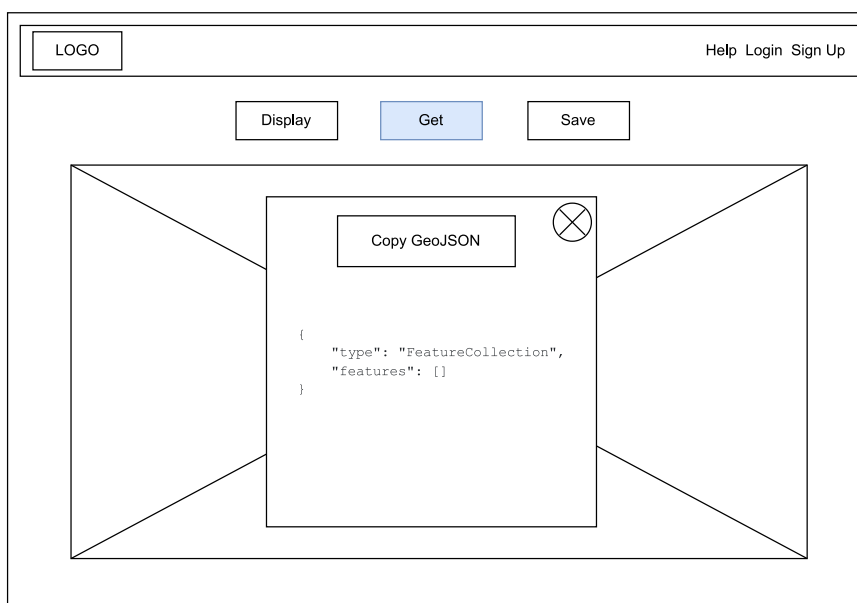 LOGO
Help Login Sign Up
Display Get Save
Copy GeoJSON
{
    "type": "FeatureCollection",
    "features": []
}